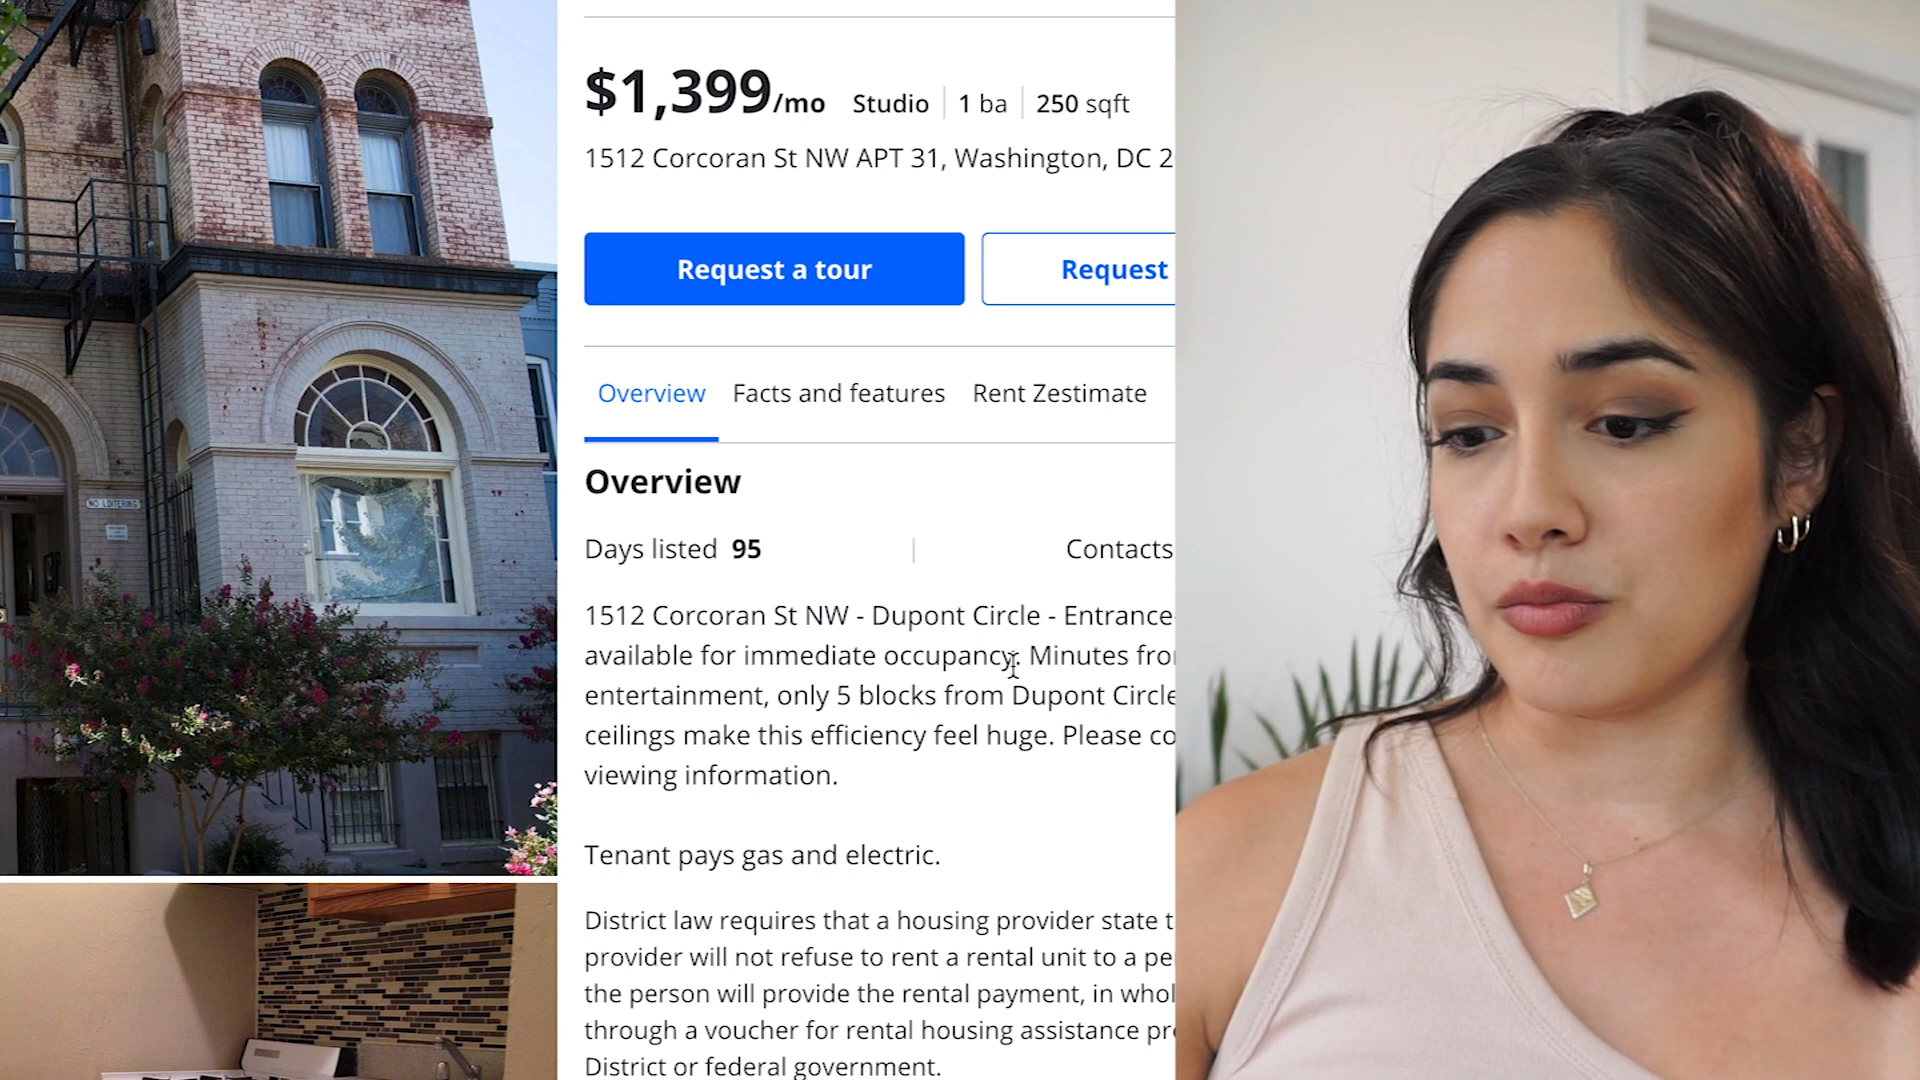 $1,399/mo Studio 1 ba 250 sqft
1512 Corcoran St NW APT 31, Washington, DC 2
Request a tour
Request
Overview Facts and features Rent Zestimate
Overview
Days listed 95 Contacts
1512 Corcoran St NW - Dupont Circle - Entrance
available for immediate occupancy. Minutes
entertainment, only 5 blocks from Dupont Circle
ceilings make this efficiency feel huge. Please
viewing information.
Tenant pays gas and electric.
District law requires that a housing provider state
provider will not refuse to rent a rental unit to a
the person will provide the rental payment, in
through a voucher for rental housing assistance
District or federal government.
NO LOITERING